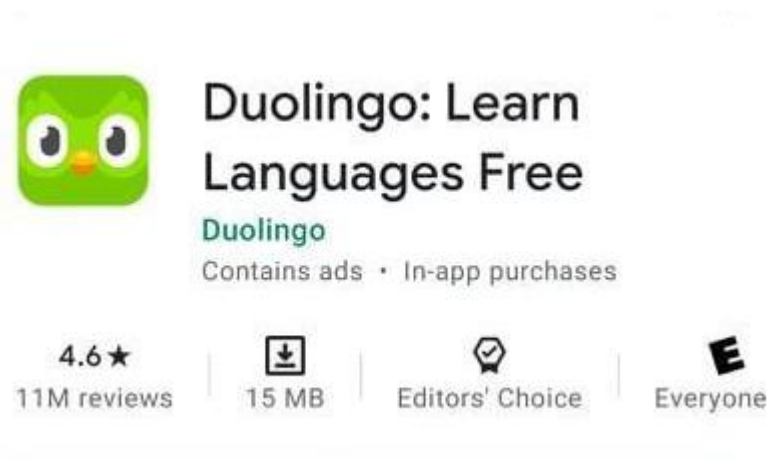 Duolingo: Learn
Languages Free
Duolingo
Contains ads • In-app purchases
4.6★
11M reviews
15 MB
Editors' Choice
E
Everyone